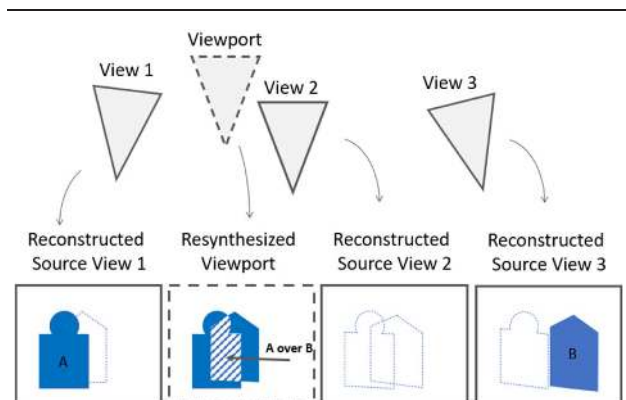 Viewport
View 1
View 2
View 3
Reconstructed
Source View 1
Resynthesized
Viewport
Reconstructed
Source View 2
Reconstructed
Source View 3
A
A over B
B